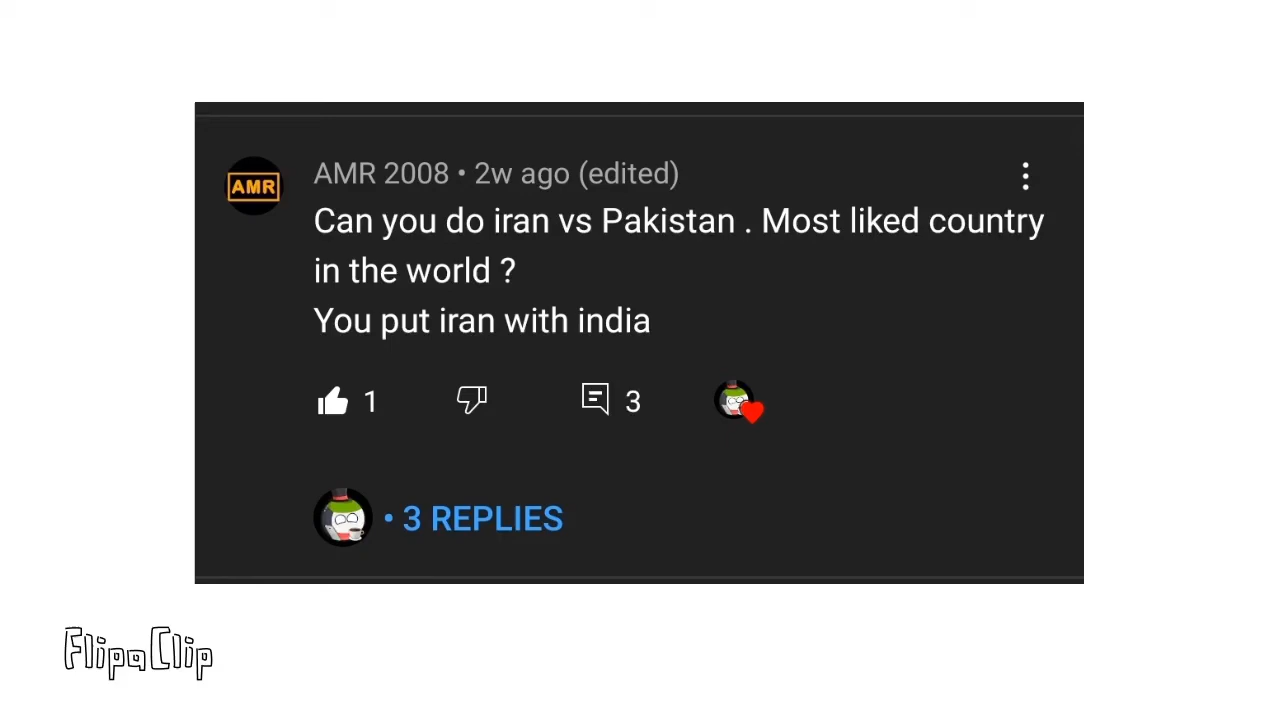 AMR
AMR 2008 • 2w ago (edited)
Can you do iran vs Pakistan . Most liked country
in the world ?
You put iran with india
1
3
• 3 REPLIES
FlipaClip